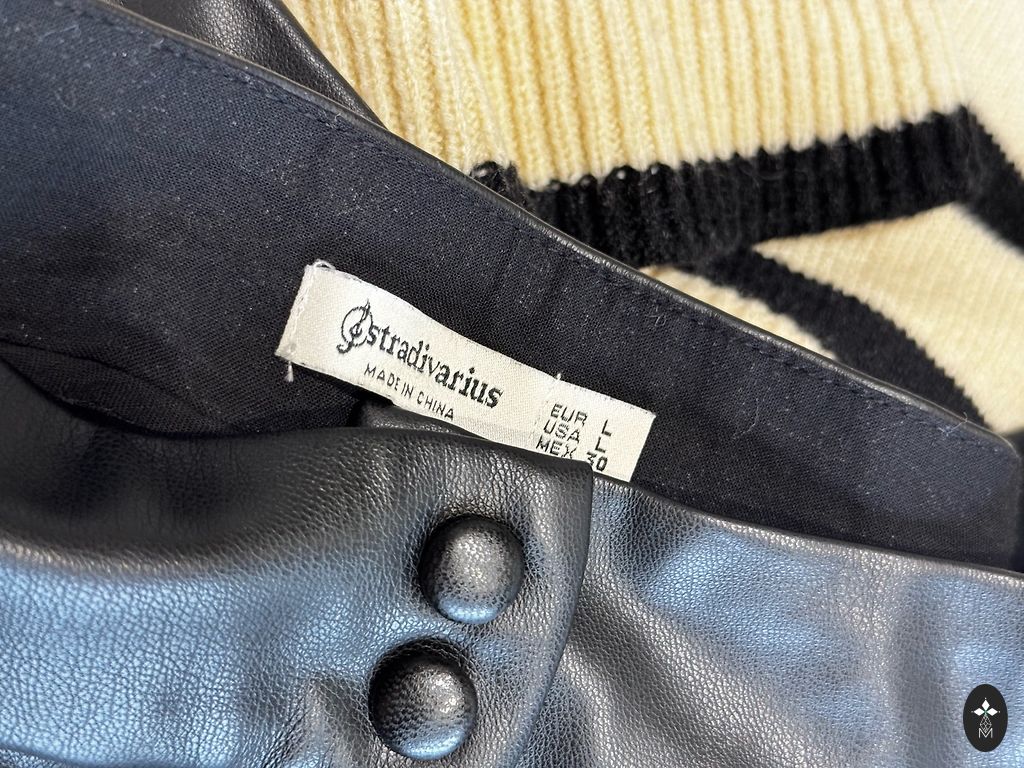 stradivarius
MADE IN CHINA
EUR L
USA L
MEX 30
M